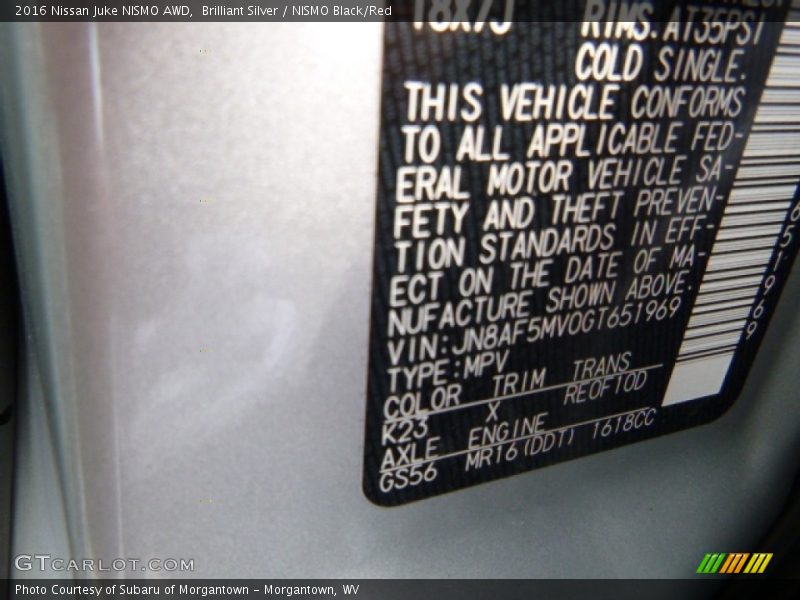 2016 Nissan Juke NISMO AWD, Brilliant Silver / NISMO Black/Red
18X7J RIMS. AT35PSI
COLD SINGLE.
THIS VEHICLE CONFORMS
TO ALL APPLICABLE FED-
ERAL MOTOR VEHICLE SA-
FETY AND THEFT PREVEN-
TION STANDARDS IN EFF-
ECT ON THE DATE OF MA-
NUFACTURE SHOWN ABOVE.
VIN:JN8AF5MV0GT651969
TYPE:MPV
COLOR TRIM TRANS
K23 X RE0F10D
AXLE ENGINE
GS56 MR16(DDT) 1618CC
651969
GTCARLOT.COM
Photo Courtesy of Subaru of Morgantown - Morgantown, WV